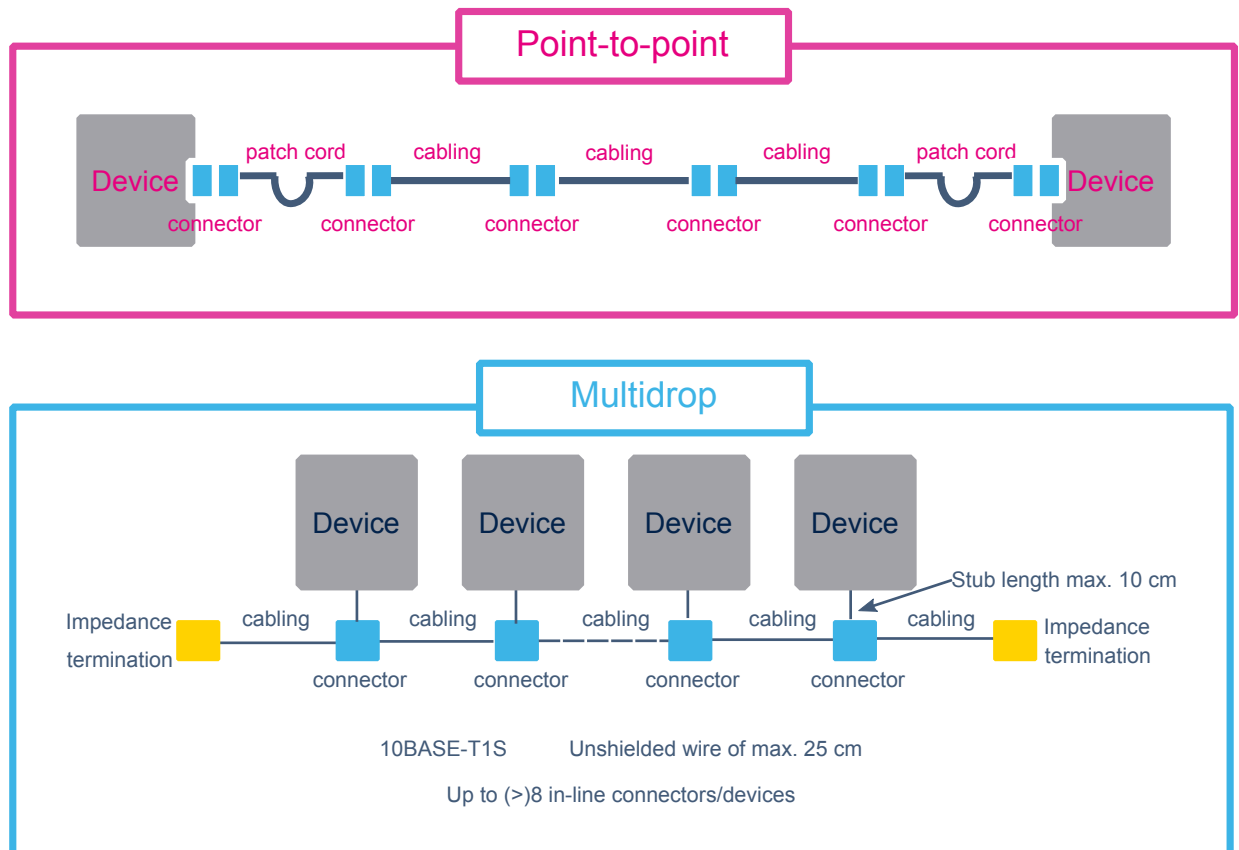 Point-to-point
patch cord
cabling
cabling
cabling
patch cord
Device
Device
connector
connector
connector
connector
connector
connector
Multidrop
Device
Device
Device
Device
Stub length max. 10 cm
Impedance
termination
cabling
cabling
cabling
cabling
cabling
Impedance
termination
connector
connector
connector
connector
10BASE-T1S
Unshielded wire of max. 25 cm
Up to (>)8 in-line connectors/devices